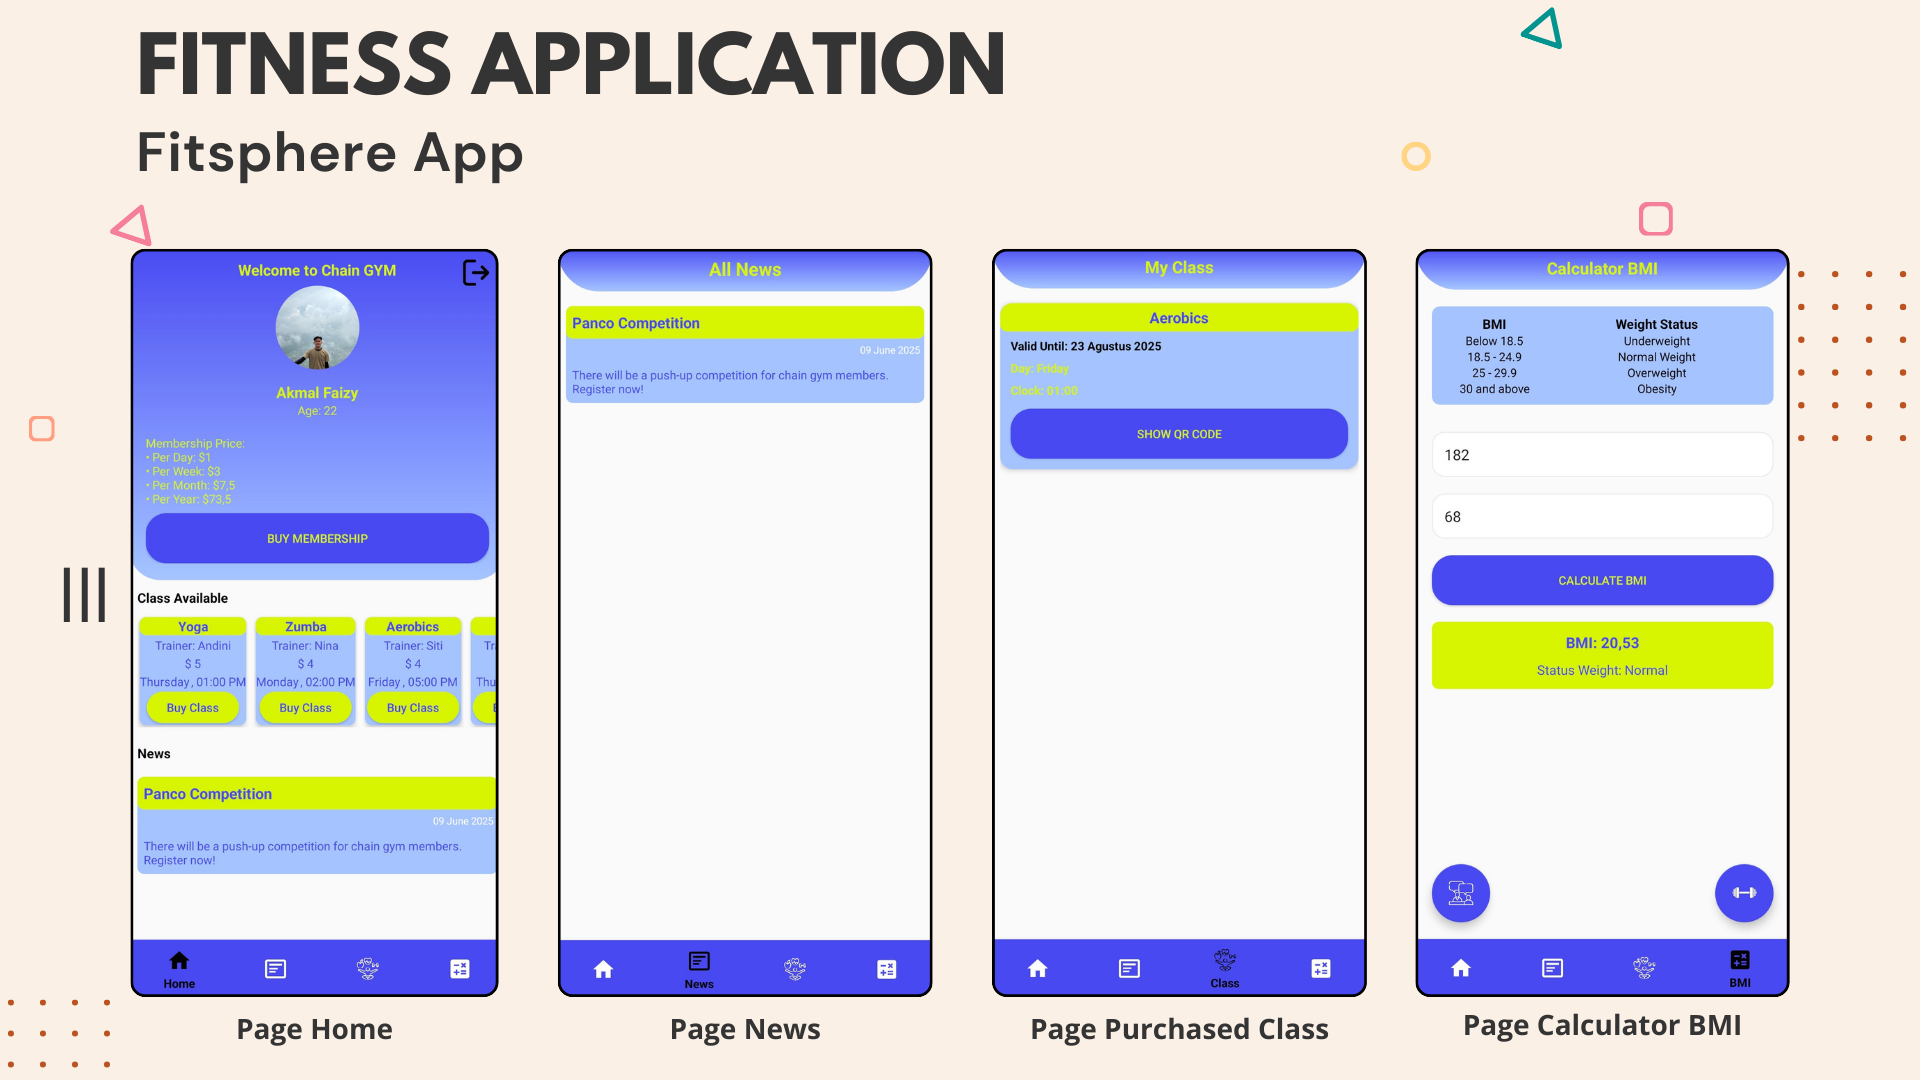 FITNESS APPLICATION
Fitsphere App
Welcome to Chain GYM
Akmal Faizy
Age: 22
Membership Price:
• Per Day: $1
• Per Week: $3
• Per Month: $7,5
• Per Year: $73,5
BUY MEMBERSHIP
Class Available
Yoga
Trainer: Andini
$ 5
Thursday, 01:00 PM
Buy Class
Zumba
Trainer: Nina
$ 4
Monday, 02:00 PM
Buy Class
Aerobics
Trainer: Siti
$ 4
Friday, 05:00 PM
Buy Class
News
Panco Competition
09 June 2025
There will be a push-up competition for chain gym members.
Register now!
Home
Page Home
All News
Panco Competition
09 June 2025
There will be a push-up competition for chain gym members.
Register now!
News
Page News
My Class
Aerobics
Valid Until: 23 Agustus 2025
Day: Friday
Clock: 01:00
SHOW QR CODE
Class
Page Purchased Class
Calculator BMI
BMI Weight Status
Below 18.5 Underweight
18.5 - 24.9 Normal Weight
25 - 29.9 Overweight
30 and above Obesity
182
68
CALCULATE BMI
BMI: 20,53
Status Weight: Normal
BMI
Page Calculator BMI